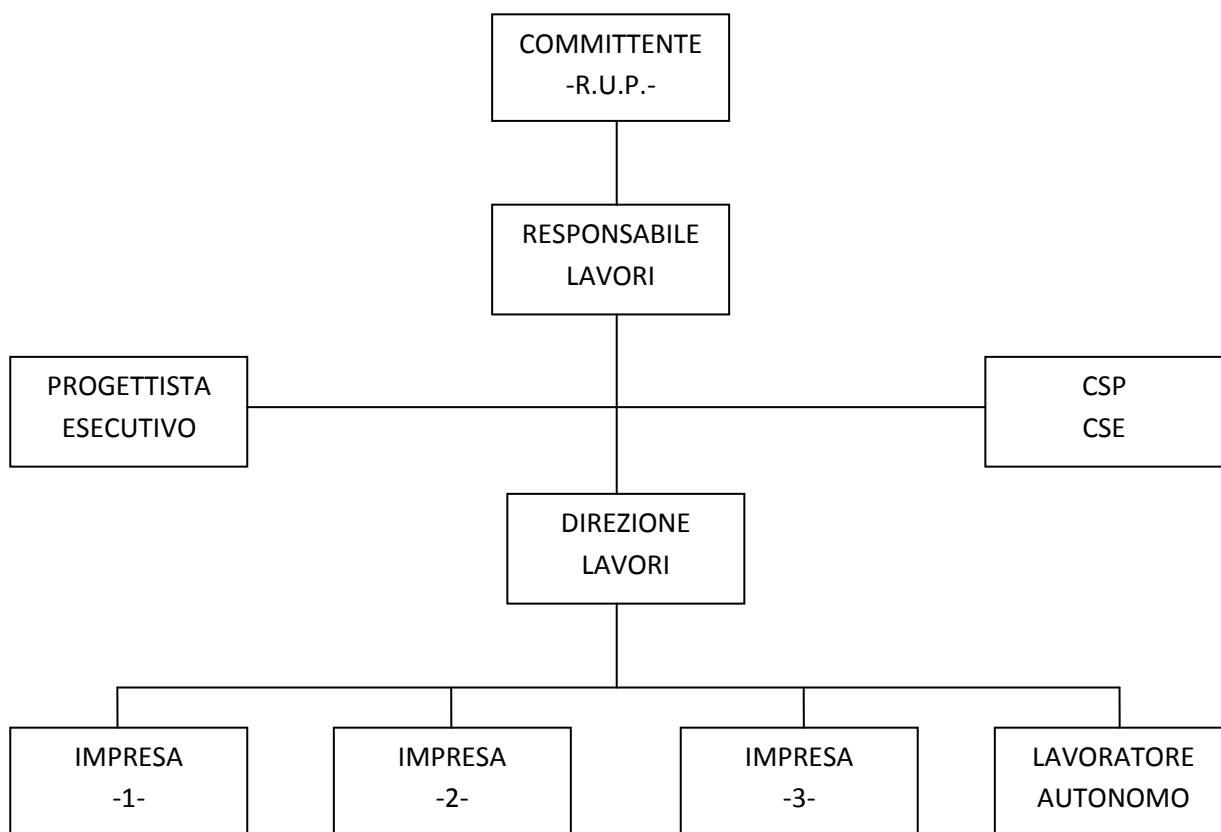 COMMITTENTE
-R.U.P.-
RESPONSABILE
LAVORI
PROGETTISTA
ESECUTIVO
CSP
CSE
DIREZIONE
LAVORI
IMPRESA
-1-
IMPRESA
-2-
IMPRESA
-3-
LAVORATORE
AUTONOMO